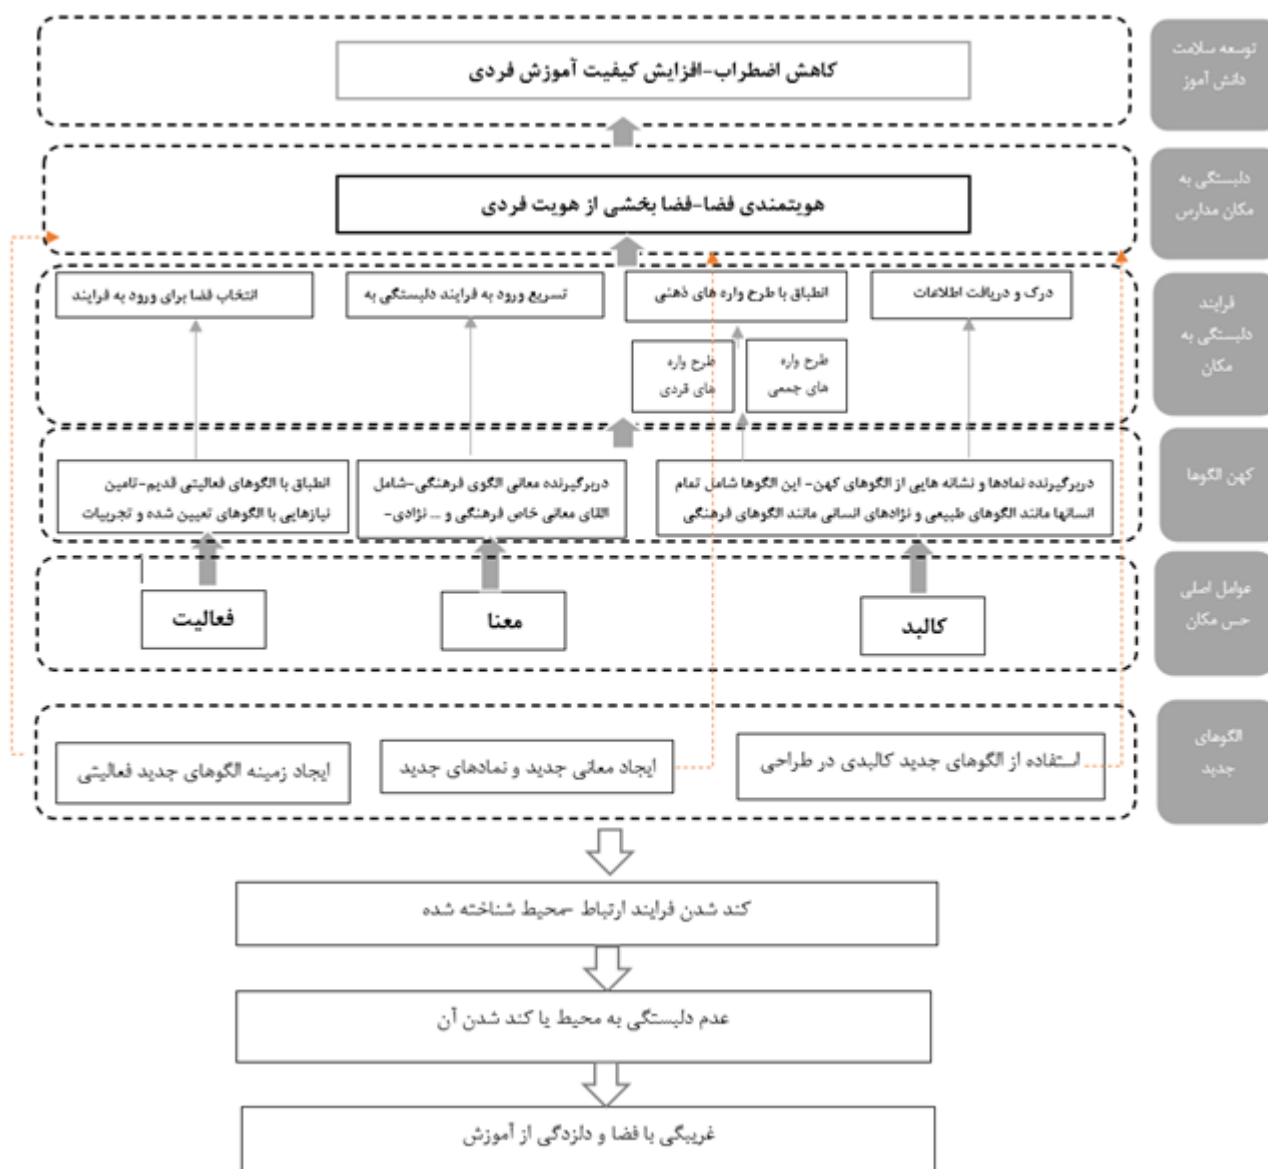 توسعه سلامت
دانش آموز
کاهش اضطراب-افزایش کیفیت آموزش فردی
دلبستگی به
مکان مدارس
هویتمندی فضا-فضا بخشی از هویت فردی
فرایند
دلبستگی به
مکان
درک و دریافت اطلاعات
انطباق با طرح واره های ذهنی
تسریع ورود به فرایند دلبستگی به
انتخاب فضا برای ورود به فرایند
طرح واره
های جمعی
طرح واره
های فردی
کهن الگوها
دربرگیرنده نمادها و نشانه هایی از الگوهای کهن- این الگوها شامل تمام
انسانها مانند الگوهای طبیعی و نژادهای انسانی مانند الگوهای فرهنگی
دربرگیرنده معانی الگوی فرهنگی-شامل
القای معانی خاص فرهنگی و ... نژادی-
انطباق با الگوهای فعالیتی قدیم-تامین
نیازهایی با الگوهای تعیین شده و تجربیات
عوامل اصلی
حس مکان
کالبد
معنا
فعالیت
الگوهای
جدید
استفاده از الگوهای جدید کالبدی در طراحی
ایجاد معانی جدید و نمادهای جدید
ایجاد زمینه الگوهای جدید فعالیتی
کند شدن فرایند ارتباط -محیط شناخته شده
عدم دلبستگی به محیط یا کند شدن آن
غریبگی با فضا و دلزدگی از آموزش